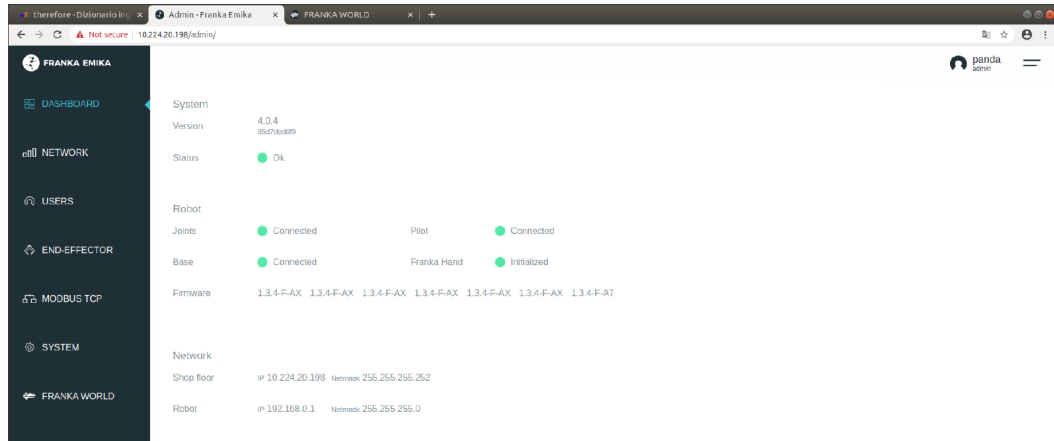 therefore - Dizionario ing
Admin - Franka Emika
FRANKA WORLD
Not secure 10.224.20.198/admin/
FRANKA EMIKA
panda
admin
DASHBOARD
NETWORK
USERS
END-EFFECTOR
MODBUS TCP
SYSTEM
FRANKA WORLD
System
Version 4.0.4
Status Ok
Robot
Joints Connected Pilot Connected
Base Connected Franka Hand Initialized
Firmware 1.3.4-F-AX 1.3.4-F-AX 1.3.4-F-AX 1.3.4-F-AX 1.3.4-F-AX 1.3.4-F-AX 1.3.4-F-A7
Network
Shop floor IP 10.224.20.198 Netmask 255.255.255.252
Robot IP 192.168.0.1 Netmask 255.255.255.0